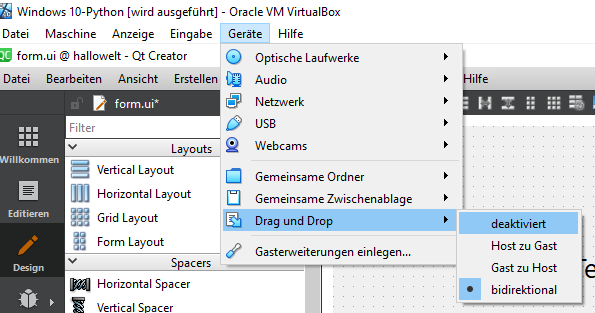 Windows 10-Python [wird ausgeführt] - Oracle VM VirtualBox
Datei Maschine Anzeige Eingabe Geräte Hilfe
form.ui @ hallowelt - Qt Creator
Datei Bearbeiten Ansicht Erstellen Hilfe
form.ui*
Filter
Willkommen
Editieren
Design
Layouts
Vertical Layout
Horizontal Layout
Grid Layout
Form Layout
Spacers
Horizontal Spacer
Vertical Spacer
Optische Laufwerke
Audio
Netzwerk
USB
Webcams
Gemeinsame Ordner
Gemeinsame Zwischenablage
Drag und Drop
Gasterweiterungen einlegen...
deaktiviert
Host zu Gast
Gast zu Host
bidirektional